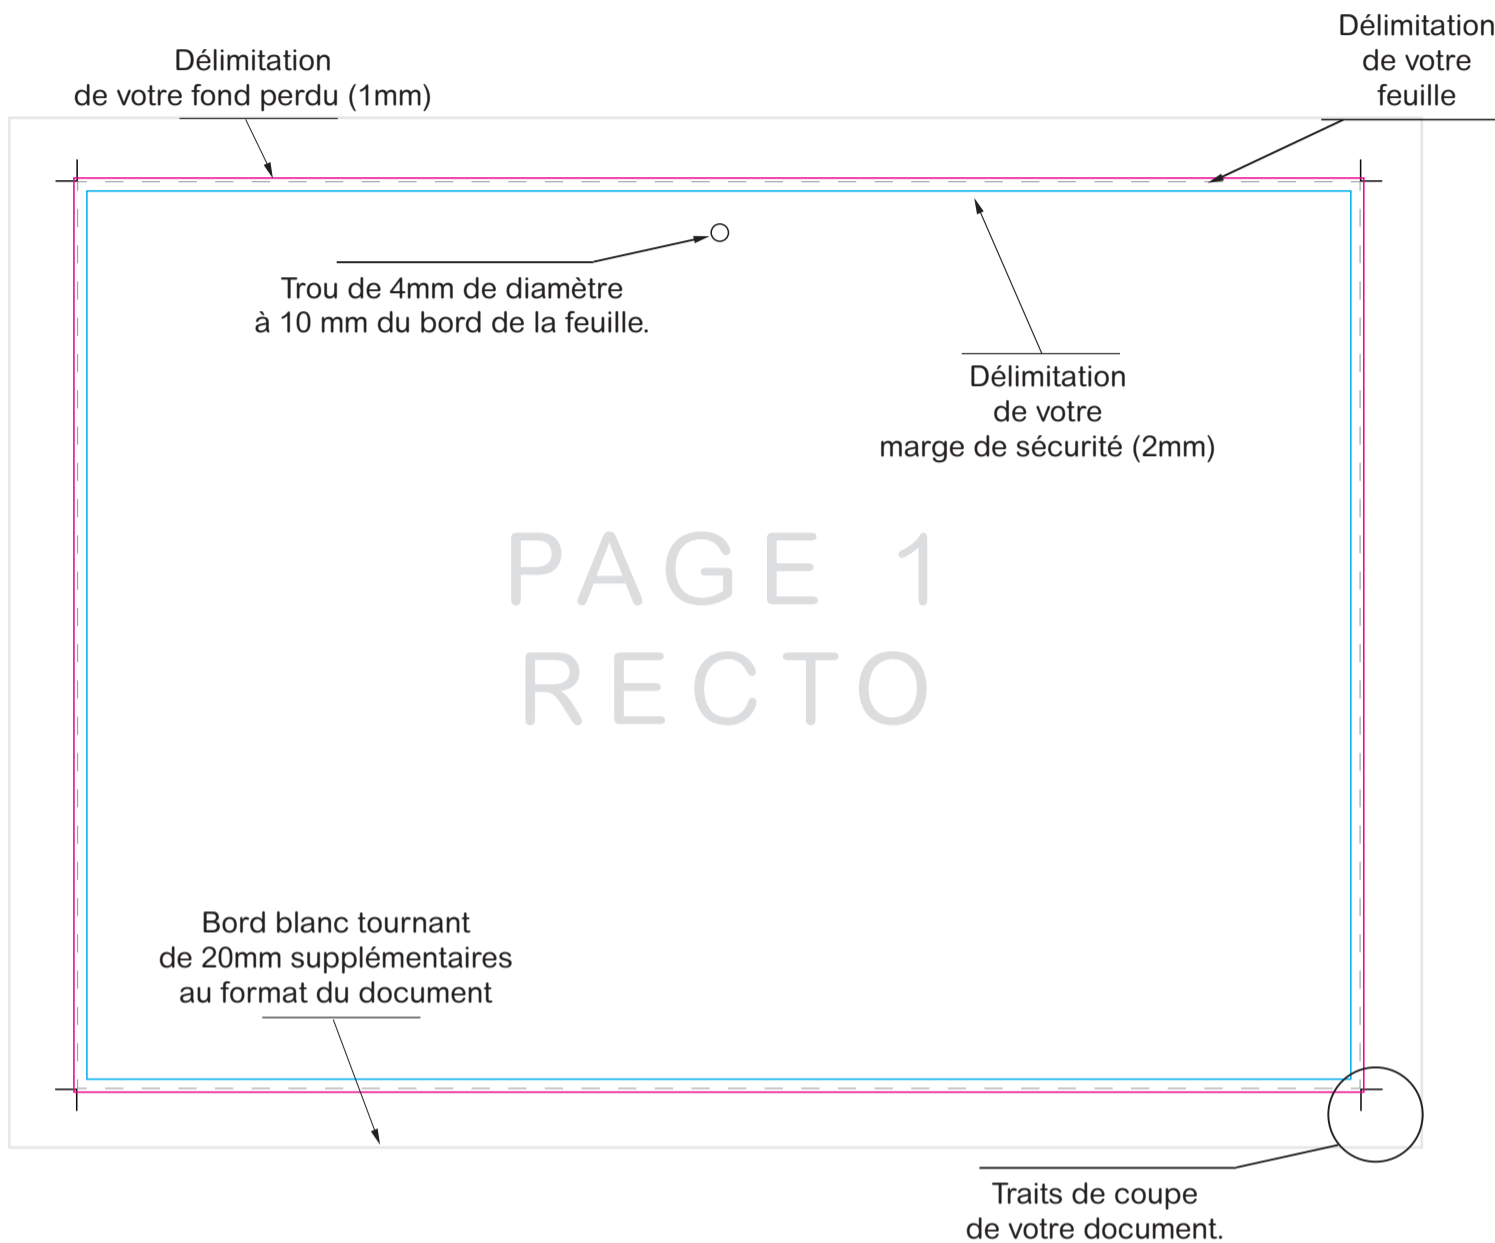 Délimitation
de votre fond perdu (1mm)
Délimitation
de votre
feuille
Trou de 4mm de diamètre
à 10 mm du bord de la feuille.
Délimitation
de votre
marge de sécurité (2mm)
PAGE 1
RECTO
Bord blanc tournant
de 20mm supplémentaires
au format du document
Traits de coupe
de votre document.